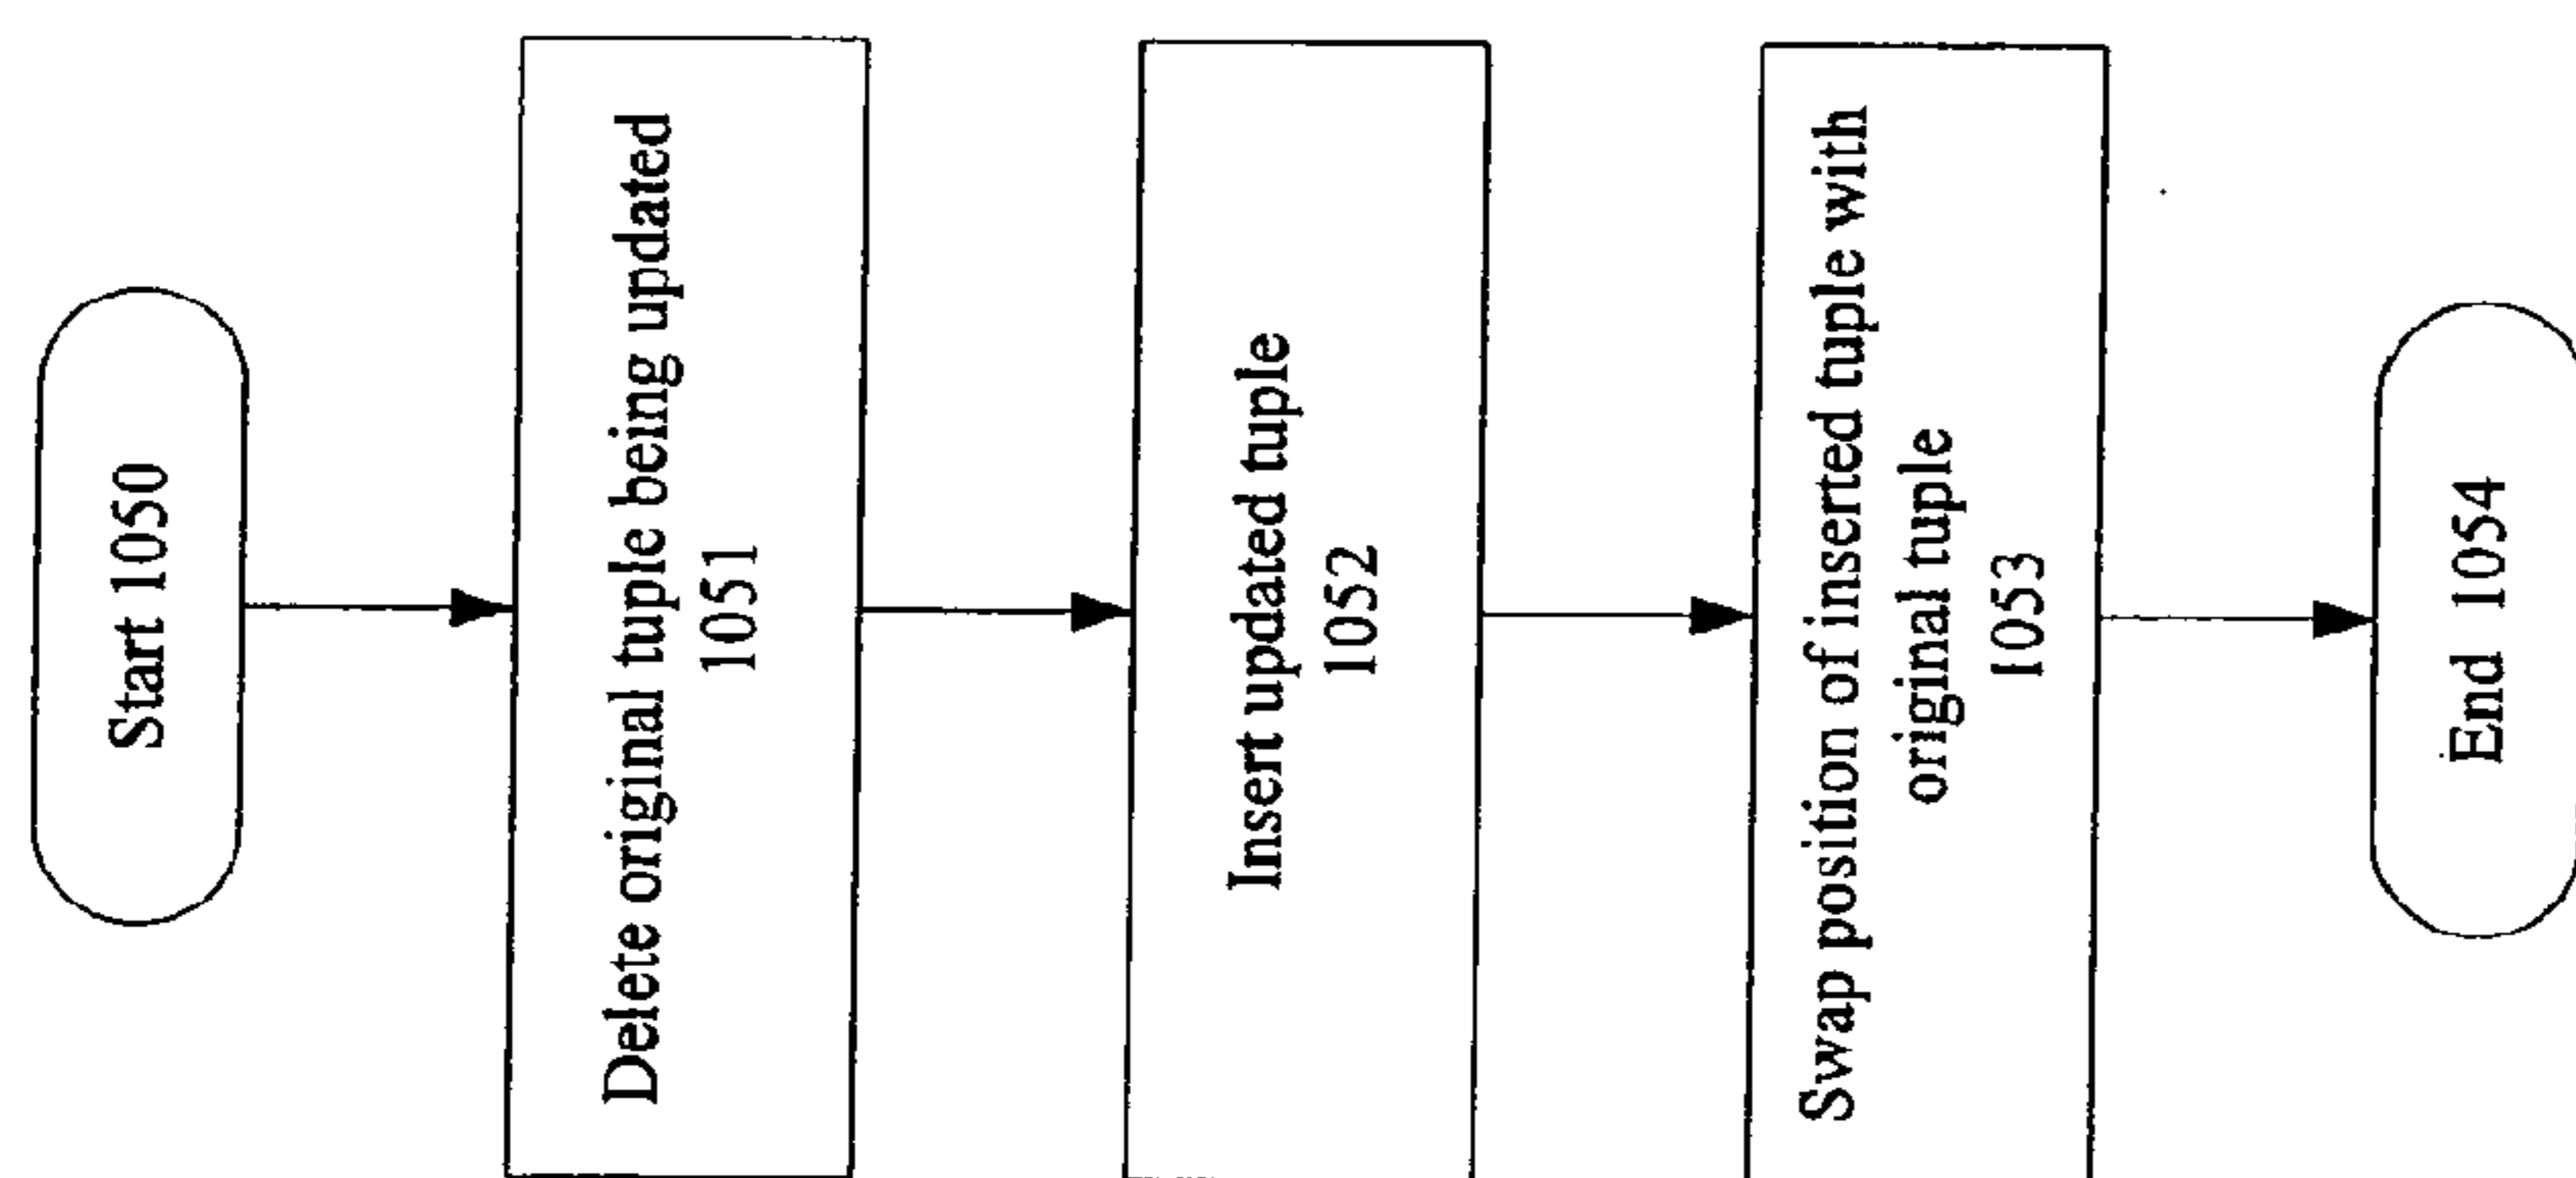 Start 1050
Delete original tuple being updated
1051
Insert updated tuple
1052
Swap position of inserted tuple with
original tuple
1053
End 1054